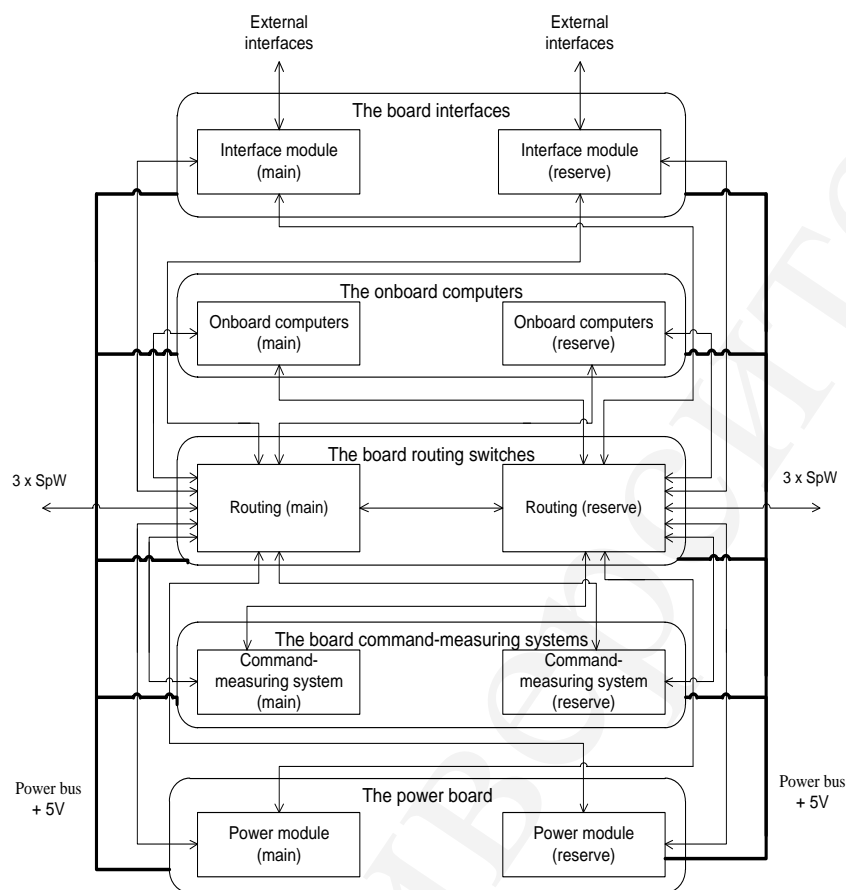 External
interfaces
External
interfaces
The board interfaces
Interface module
(main)
Interface module
(reserve)
The onboard computers
Onboard computers
(main)
Onboard computers
(reserve)
The board routing switches
3 x SpW
Routing (main)
Routing (reserve)
3 x SpW
The board command-measuring systems
Command-
measuring system
(main)
Command-
measuring system
(reserve)
Power bus
+ 5V
Power bus
+ 5V
The power board
Power module
(main)
Power module
(reserve)